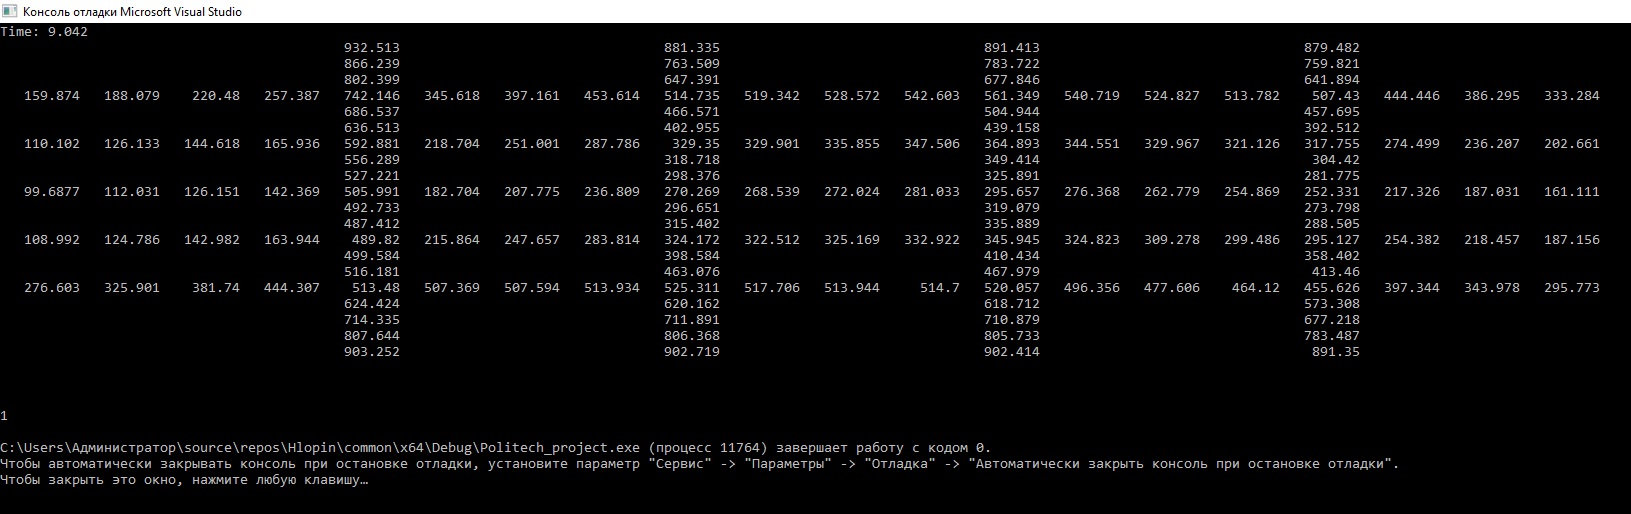 Консоль отладки Microsoft Visual Studio
Time: 9.042
932.513 881.335 891.413 879.482
866.239 763.509 783.722 759.821
802.399 647.391 677.846 641.894
159.874 188.079 220.48 257.387 742.146 345.618 397.161 453.614 514.735 519.342 528.572 542.603 561.349 540.719 524.827 513.782 507.43 444.446 386.295 333.284
686.537 466.571 504.944 457.695
636.513 402.955 439.158 392.512
110.102 126.133 144.618 165.936 592.881 218.704 251.001 287.786 329.35 329.901 335.855 347.506 364.893 344.551 329.967 321.126 317.755 274.499 236.207 202.661
556.289 318.718 349.414 304.42
527.221 298.376 325.891 281.775
99.6877 112.031 126.151 142.369 505.991 182.704 207.775 236.809 270.269 268.539 272.024 281.033 295.657 276.368 262.779 254.869 252.331 217.326 187.031 161.111
492.733 296.651 319.079 273.798
487.412 315.402 335.889 288.505
108.992 124.786 142.982 163.944 489.82 215.864 247.657 283.814 324.172 322.512 325.169 332.922 345.945 324.823 309.278 299.486 295.127 254.382 218.457 187.156
499.584 398.584 410.434 358.402
516.181 463.076 467.979 413.46
276.603 325.901 381.74 444.307 513.48 507.369 507.594 513.934 525.311 517.706 513.944 514.7 520.057 496.356 477.606 464.12 455.626 397.344 343.978 295.773
624.424 620.162 618.712 573.308
714.335 711.891 710.879 677.218
807.644 806.368 805.733 783.487
903.252 902.719 902.414 891.35
1
C:\Users\Администратор\source\repos\Hlopin\common\x64\Debug\Politech_project.exe (процесс 11764) завершает работу с кодом 0.
Чтобы автоматически закрывать консоль при остановке отладки, установите параметр "Сервис" -> "Параметры" -> "Отладка" -> "Автоматически закрыть консоль при остановке отладки".
Чтобы закрыть это окно, нажмите любую клавишу…